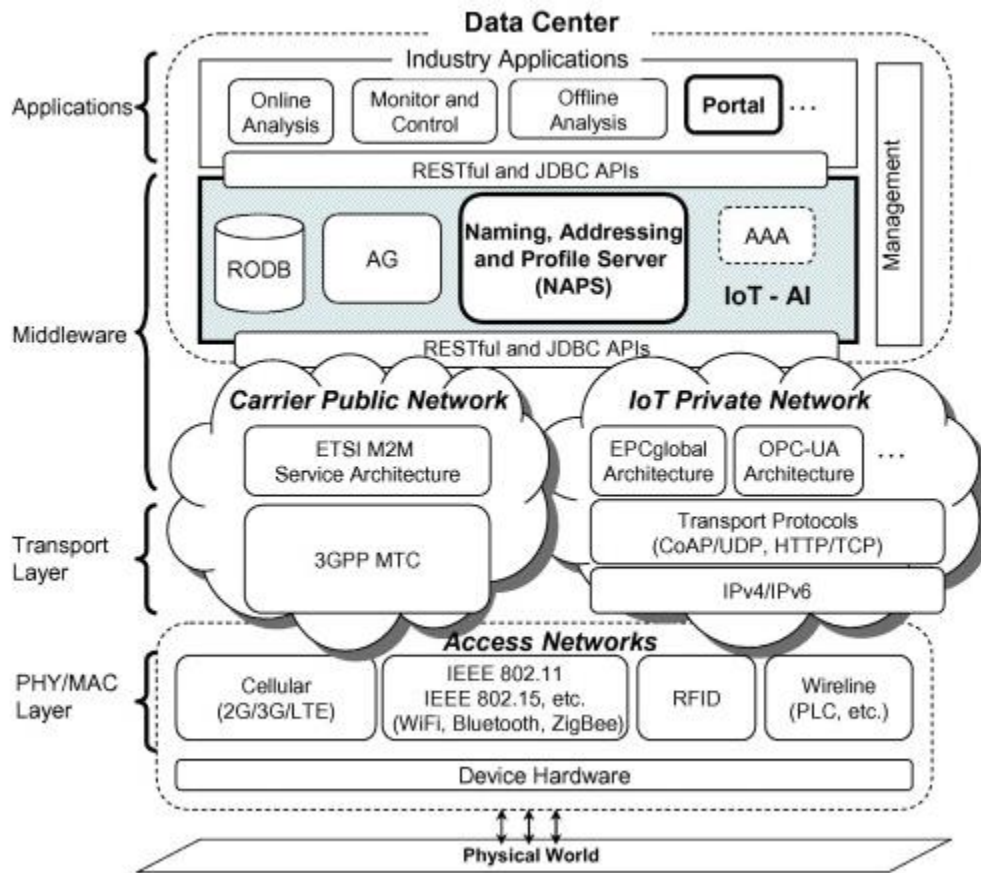 Data Center
Applications
Industry Applications
Online
Analysis
Monitor and
Control
Offline
Analysis
Portal
...
Management
RESTful and JDBC APIs
Middleware
RODB
AG
Naming, Addressing
and Profile Server
(NAPS)
AAA
IoT - AI
RESTful and JDBC APIs
Carrier Public Network
ETSI M2M
Service Architecture
IoT Private Network
EPCglobal
Architecture
OPC-UA
Architecture
...
Transport
Layer
3GPP MTC
Transport Protocols
(CoAP/UDP, HTTP/TCP)
IPv4/IPv6
Access Networks
PHY/MAC
Layer
Cellular
(2G/3G/LTE)
IEEE 802.11
IEEE 802.15, etc.
(WiFi, Bluetooth, ZigBee)
RFID
Wireline
(PLC, etc.)
Device Hardware
Physical World